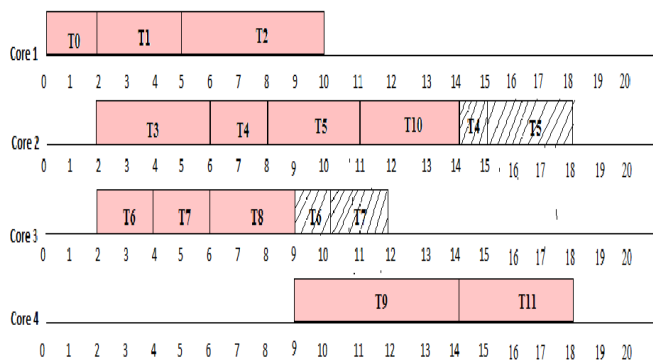 T0 T1 T2
Core 1
0 1 2 3 4 5 6 7 8 9 10 11 12 13 14 15 16 17 18 19 20
T3 T4 T5 T10 T4 T5
Core 2
0 1 2 3 4 5 6 7 8 9 10 11 12 13 14 15 16 17 18 19 20
T6 T7 T8 T6 T7
Core 3
0 1 2 3 4 5 6 7 8 9 10 11 12 13 14 15 16 17 18 19 20
T9 T11
Core 4
0 1 2 3 4 5 6 7 8 9 10 11 12 13 14 15 16 17 18 19 20